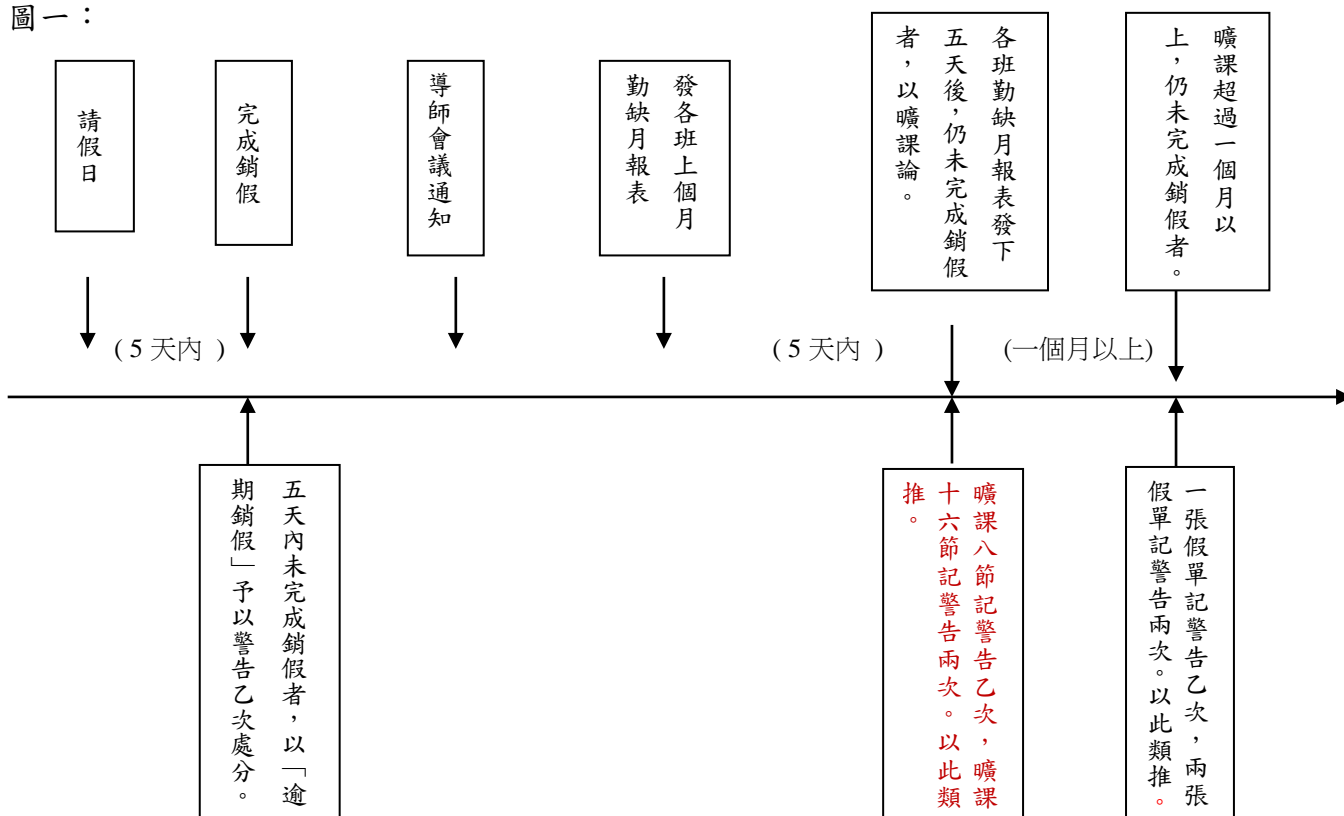 圖一：
請假日
完成銷假
導師會議通知
發各班上個月
勤缺月報表
各班勤缺月報表發下
五天後，仍未完成銷假
者，以曠課論。
曠課超過一個月以
上，仍未完成銷假者。
( 5 天內 )
( 5 天內 )
(一個月以上)
五天內未完成銷假者，以「逾
期銷假」予以警告乙次處分。
曠課八節記警告乙次，曠課
十六節記警告兩次。以此類
推。
一張假單記警告乙次，兩張
假單記警告兩次。以此類推。